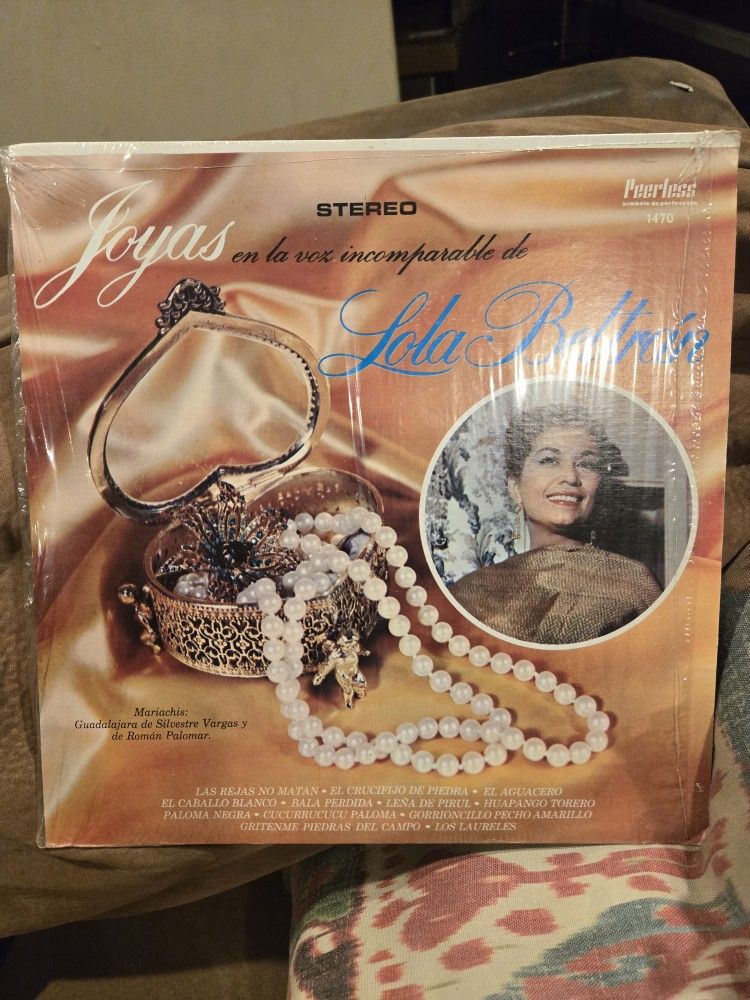 Peerless
símbolo de perfección
1470
STEREO
Joyas en la voz incomparable de
Lola Beltrán
Mariachis:
Guadalajara de Silvestre Vargas y
de Román Palomar.
LAS REJAS NO MATAN • EL CRUCIFIJO DE PIEDRA • EL AGUACERO
EL CABALLO BLANCO • BALA PERDIDA • LEÑA DE PIRUL • HUAPANGO TORERO
PALOMA NEGRA • CUCURRUCUCU PALOMA • GORRIONCILLO PECHO AMARILLO
GRITENME PIEDRAS DEL CAMPO • LOS LAURELES